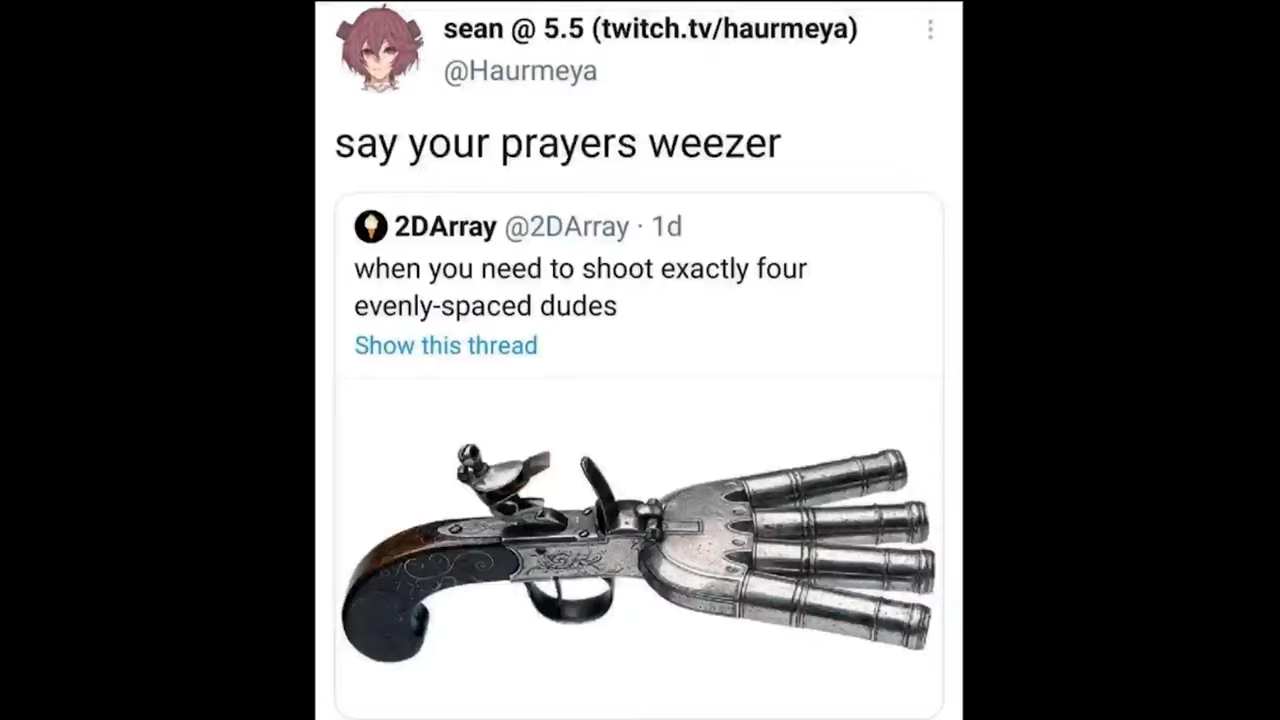 sean @ 5.5 (twitch.tv/haurmeya)
@Haurmeya
say your prayers weezer
2DArray @2DArray · 1d
when you need to shoot exactly four
evenly-spaced dudes
Show this thread